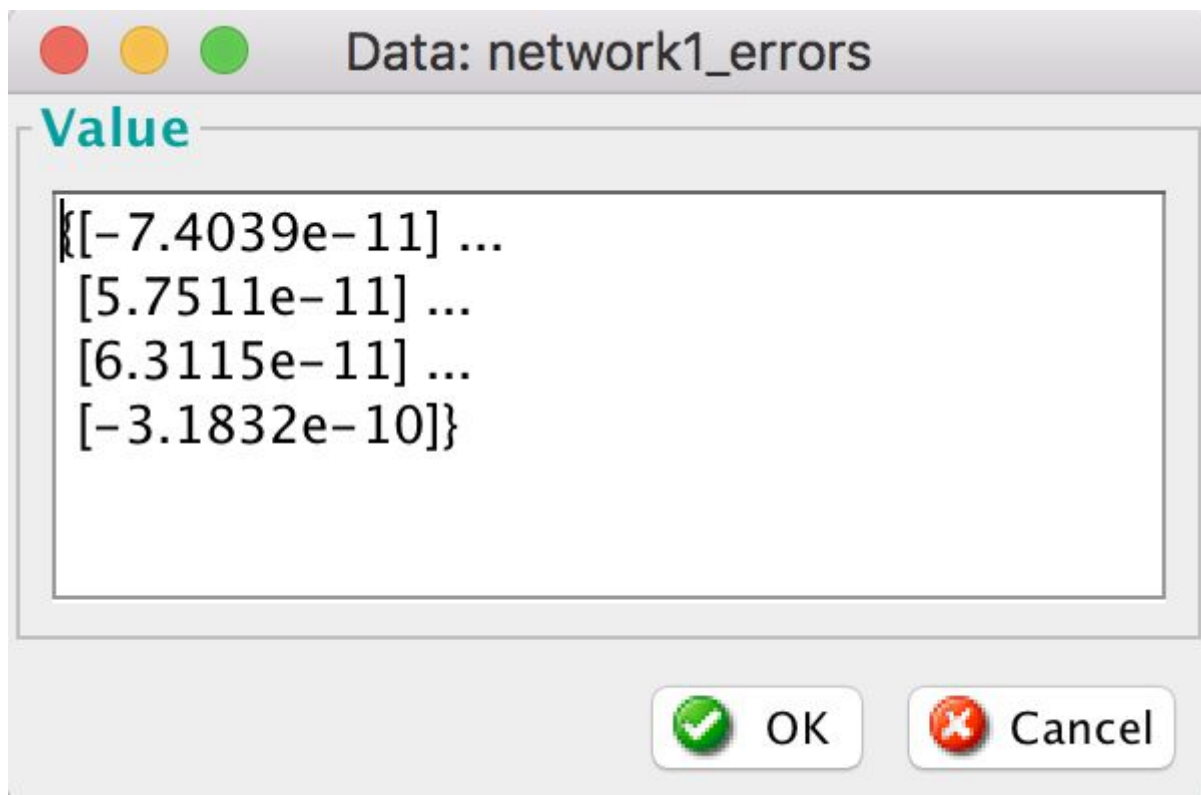 Data: network1_errors
Value
{[-7.4039e-11] ...
[5.7511e-11] ...
[6.3115e-11] ...
[-3.1832e-10]}
OK
Cancel